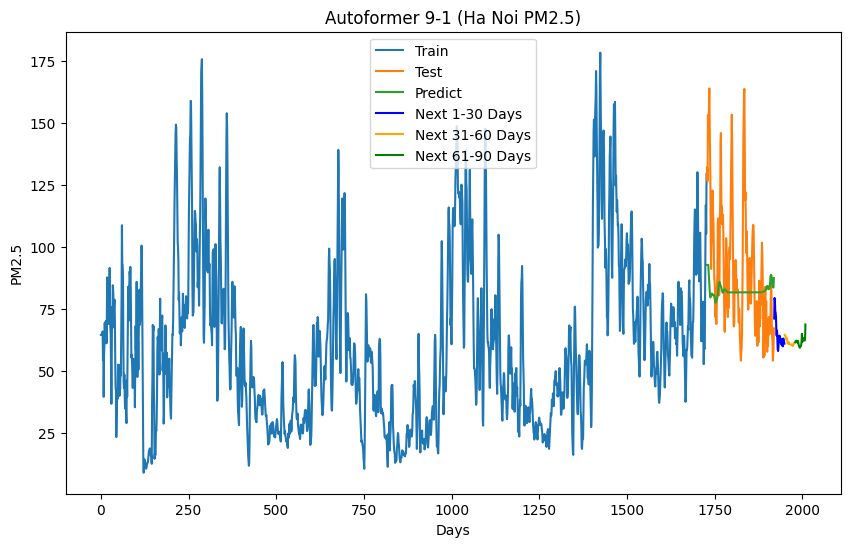 Autoformer 9-1 (Ha Noi PM2.5)
Train
Test
Predict
Next 1-30 Days
Next 31-60 Days
Next 61-90 Days
PM2.5
175
150
125
100
75
50
25
0
250
500
750
1000
1250
1500
1750
2000
Days